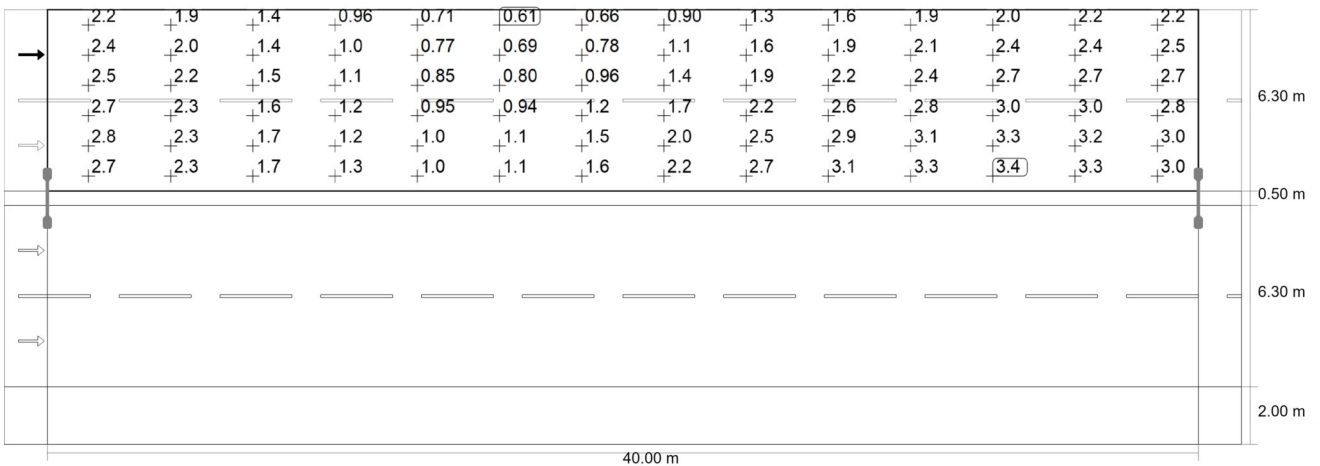 2.2 1.9 1.4 0.96 0.71 0.61 0.66 0.90 1.3 1.6 1.9 2.0 2.2 2.2
2.4 2.0 1.4 1.0 0.77 0.69 0.78 1.1 1.6 1.9 2.1 2.4 2.4 2.5
2.5 2.2 1.5 1.1 0.85 0.80 0.96 1.4 1.9 2.2 2.4 2.7 2.7 2.7
6.30 m
2.7 2.3 1.6 1.2 0.95 0.94 1.2 1.7 2.2 2.6 2.8 3.0 3.0 2.8
2.8 2.3 1.7 1.2 1.0 1.1 1.5 2.0 2.5 2.9 3.1 3.3 3.2 3.0
2.7 2.3 1.7 1.3 1.0 1.1 1.6 2.2 2.7 3.1 3.3 3.4 3.3 3.0
0.50 m
6.30 m
2.00 m
40.00 m